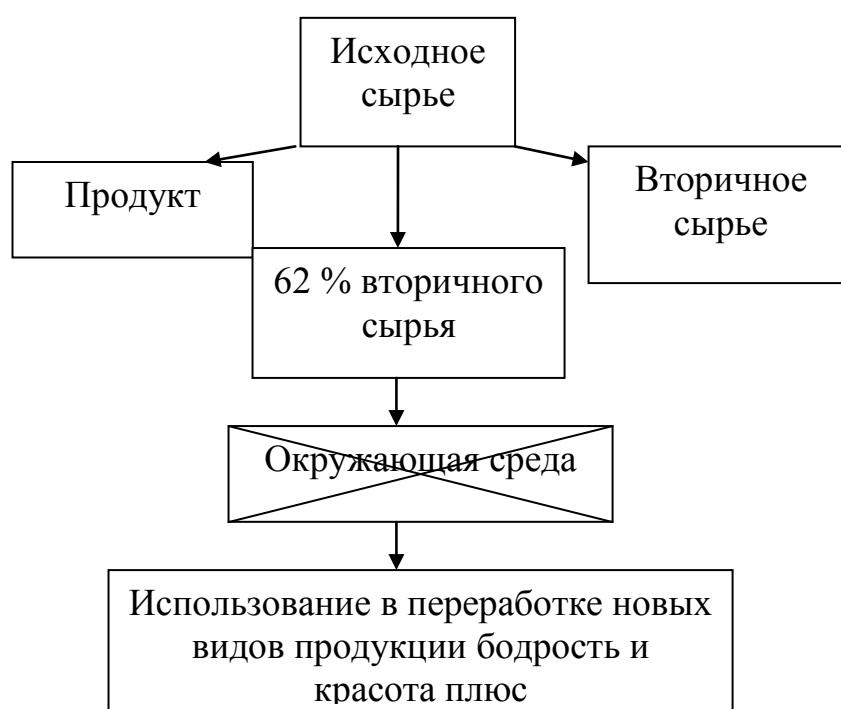 Исходное
сырье
Продукт
Вторичное
сырье
62 % вторичного
сырья
Окружающая среда
Использование в переработке новых
видов продукции бодрость и
красота плюс